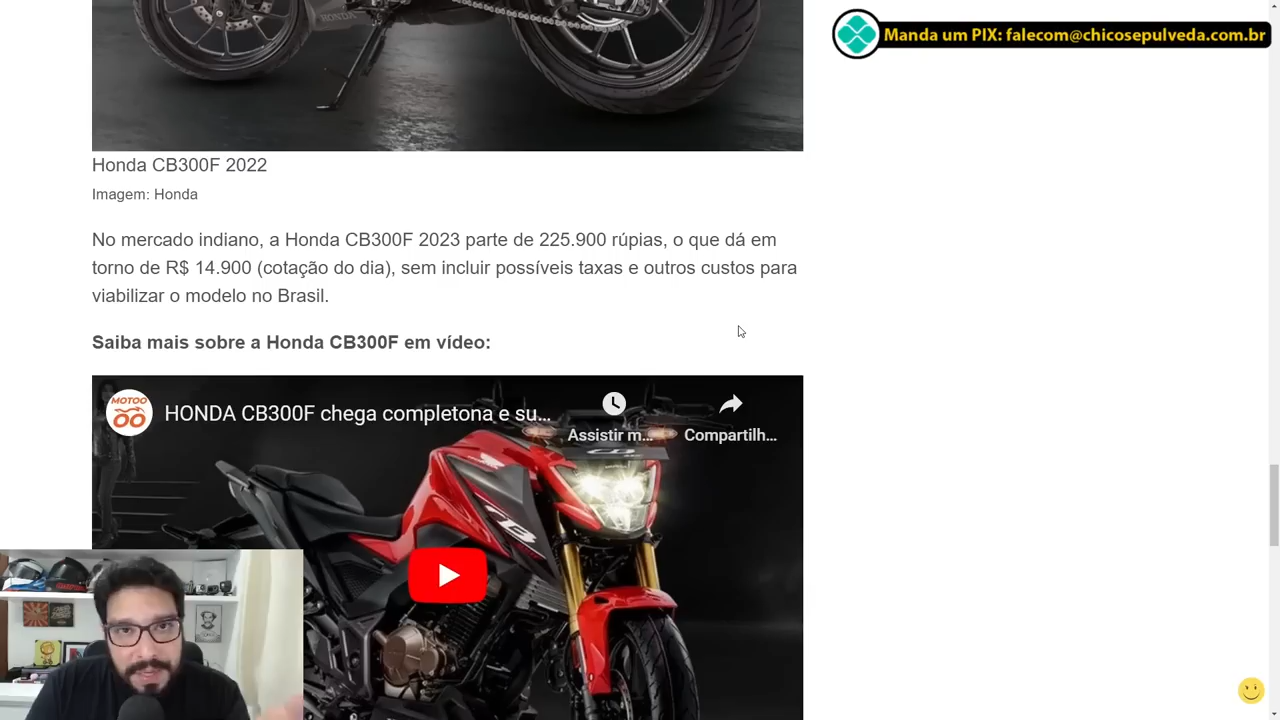 Manda um PIX: falecom@chicosepulveda.com.br
HONDA
Honda CB300F 2022
Imagem: Honda
No mercado indiano, a Honda CB300F 2023 parte de 225.900 rúpias, o que dá em
torno de R$ 14.900 (cotação do dia), sem incluir possíveis taxas e outros custos para
viabilizar o modelo no Brasil.
Saiba mais sobre a Honda CB300F em vídeo:
MOTOO
HONDA CB300F chega completona e su...
Assistir m...
Compartilh...
CB
CB